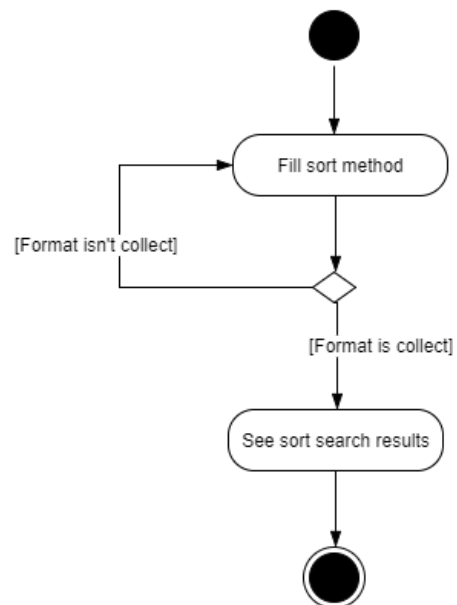 Fill sort method
[Format isn't collect]
[Format is collect]
See sort search results